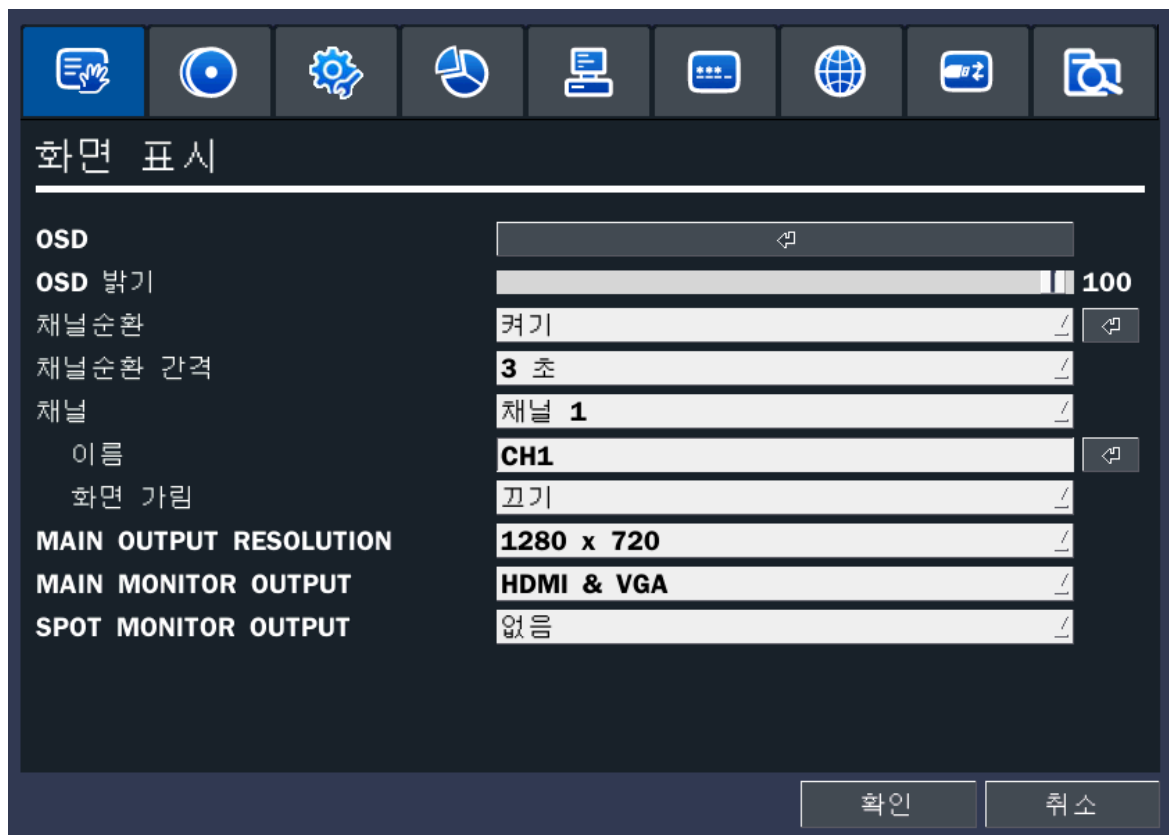 ***_
화면 표시
OSD
OSD 밝기 100
채널순환 켜기
채널순환 간격 3 초
채널 채널 1
이름 CH1
화면 가림 끄기
MAIN OUTPUT RESOLUTION 1280 x 720
MAIN MONITOR OUTPUT HDMI & VGA
SPOT MONITOR OUTPUT 없음
확인 취소